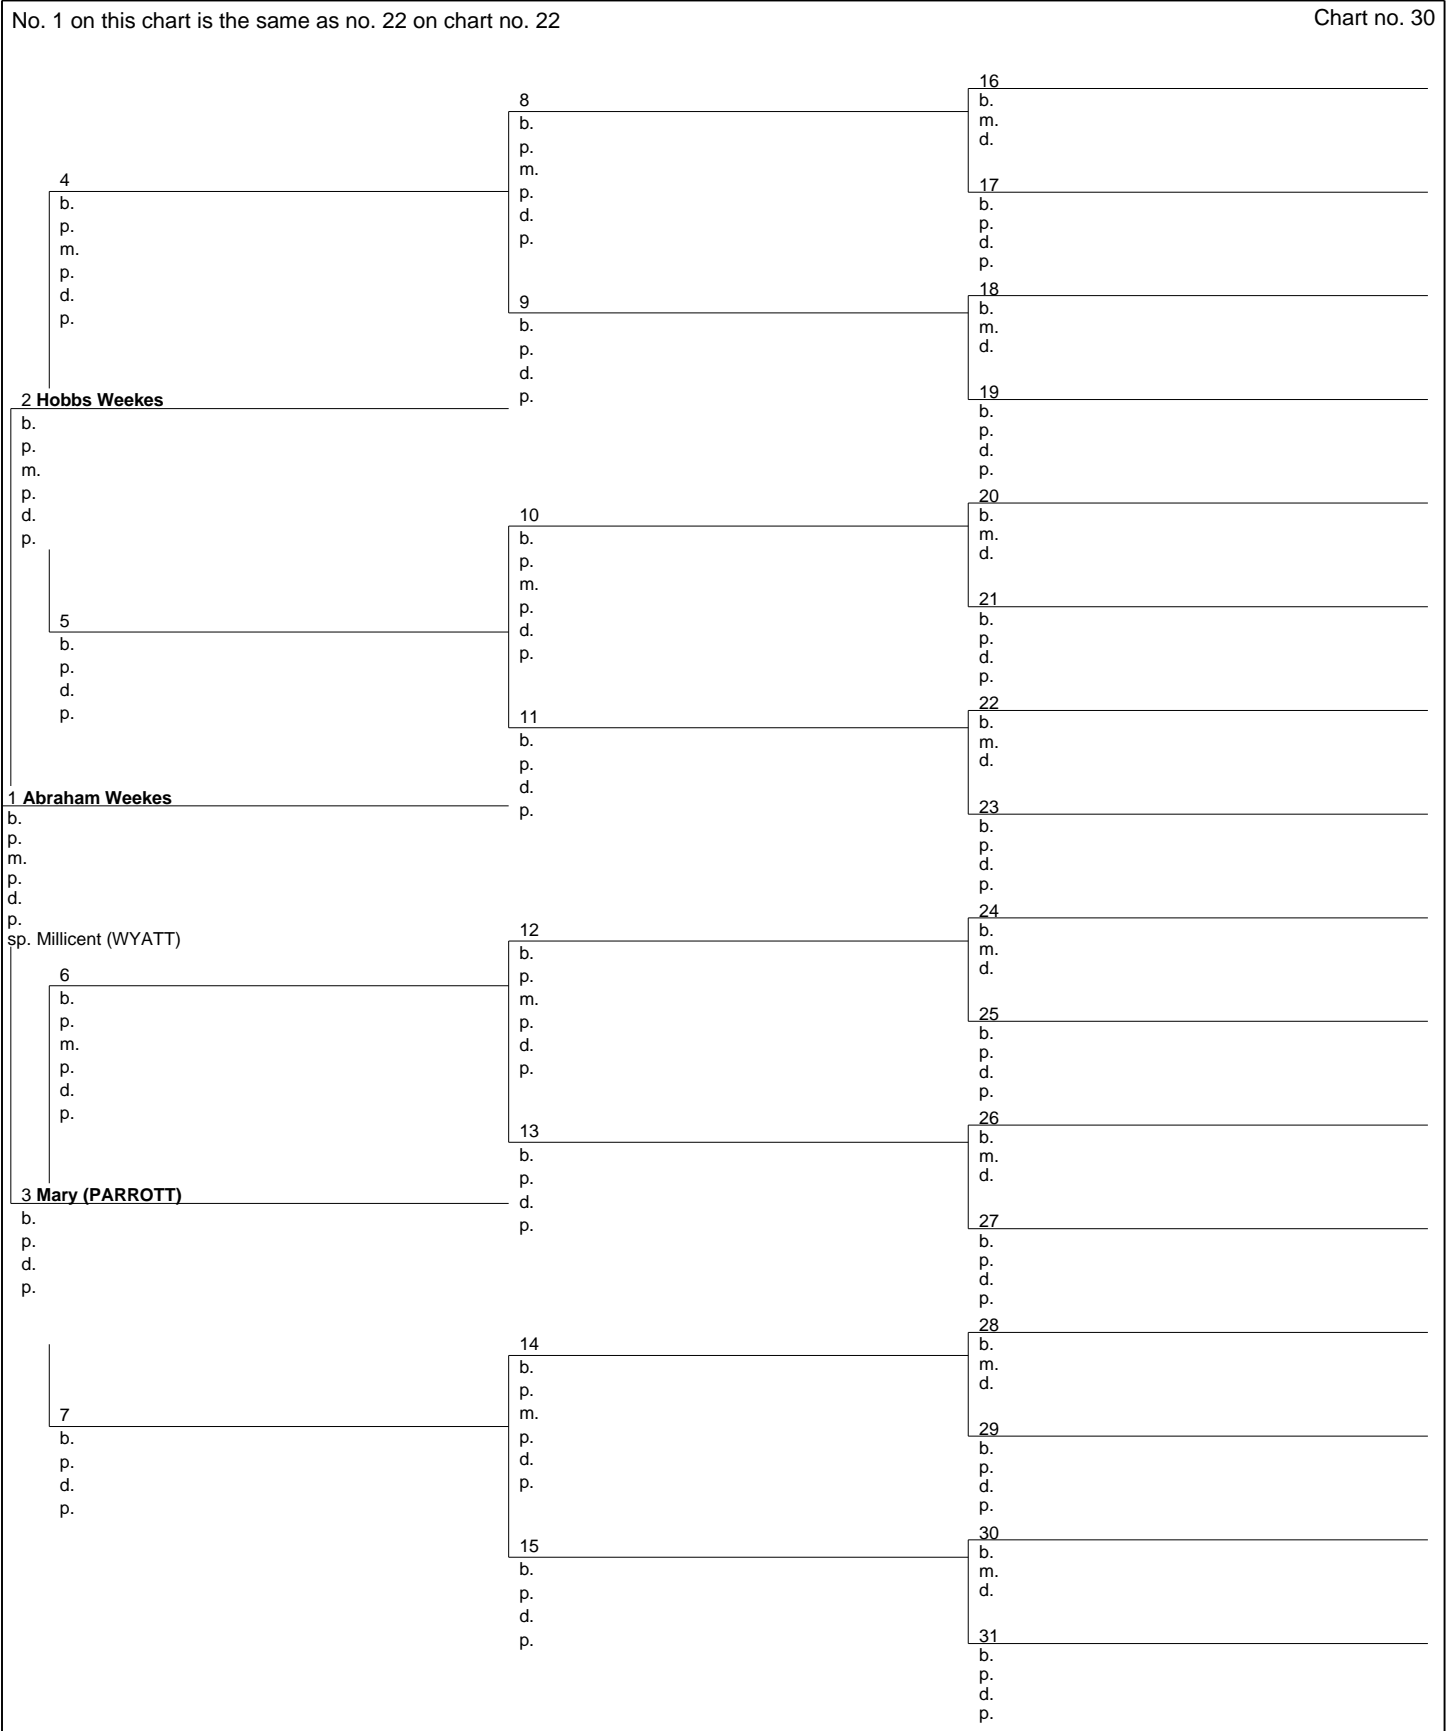 No. 1 on this chart is the same as no. 22 on chart no. 22
Chart no. 30
16
b.
m.
d.
8
b.
p.
m.
p.
d.
p.
17
b.
p.
d.
p.
4
b.
p.
m.
p.
d.
p.
18
b.
m.
d.
9
b.
p.
d.
p.
19
b.
p.
d.
p.
2 Hobbs Weekes
b.
p.
m.
p.
d.
p.
20
b.
m.
d.
10
b.
p.
m.
p.
d.
p.
21
b.
p.
d.
p.
5
b.
p.
d.
p.
22
b.
m.
d.
11
b.
p.
d.
p.
23
b.
p.
d.
p.
1 Abraham Weekes
b.
p.
m.
p.
d.
p.
sp. Millicent (WYATT)
24
b.
m.
d.
12
b.
p.
m.
p.
d.
p.
25
b.
p.
d.
p.
6
b.
p.
m.
p.
d.
p.
26
b.
m.
d.
13
b.
p.
d.
p.
27
b.
p.
d.
p.
3 Mary (PARROTT)
b.
p.
d.
p.
28
b.
m.
d.
14
b.
p.
m.
p.
d.
p.
29
b.
p.
d.
p.
7
b.
p.
d.
p.
30
b.
m.
d.
15
b.
p.
d.
p.
31
b.
p.
d.
p.